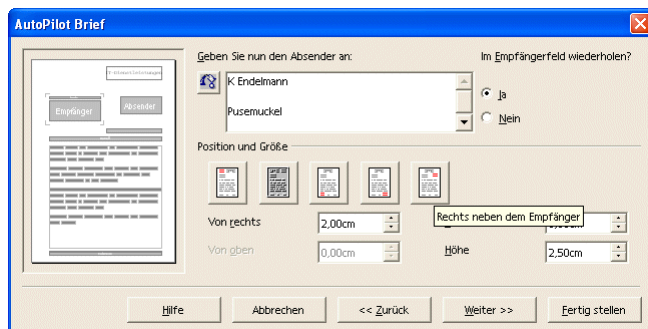 AutoPilot Brief
IT-Dienstleistungen
Empfänger
Absender
Geben Sie nun den Absender an:
K Endelmann
Pusemuckel
Im Empfängerfeld wiederholen?
Ja
Nein
Position und Größe
Rechts neben dem Empfänger
Von rechts
2,00cm
Von oben
0,00cm
Höhe
2,50cm
Hilfe
Abbrechen
<< Zurück
Weiter >>
Fertig stellen